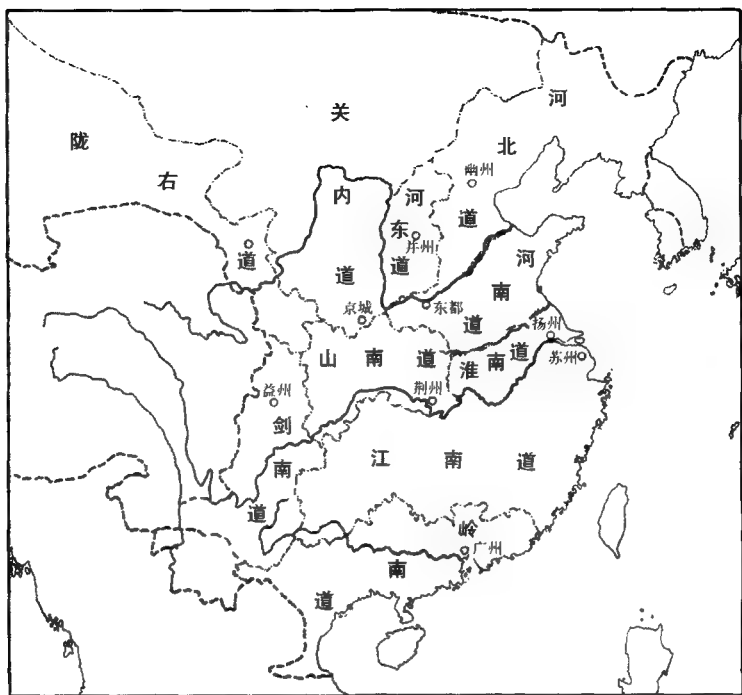 关内道
陇右道
河北道
幽州
河东道
并州
河南道
京城
东都
山南道
淮南道
扬州
苏州
荆州
益州
剑南道
江南道
岭南道
广州